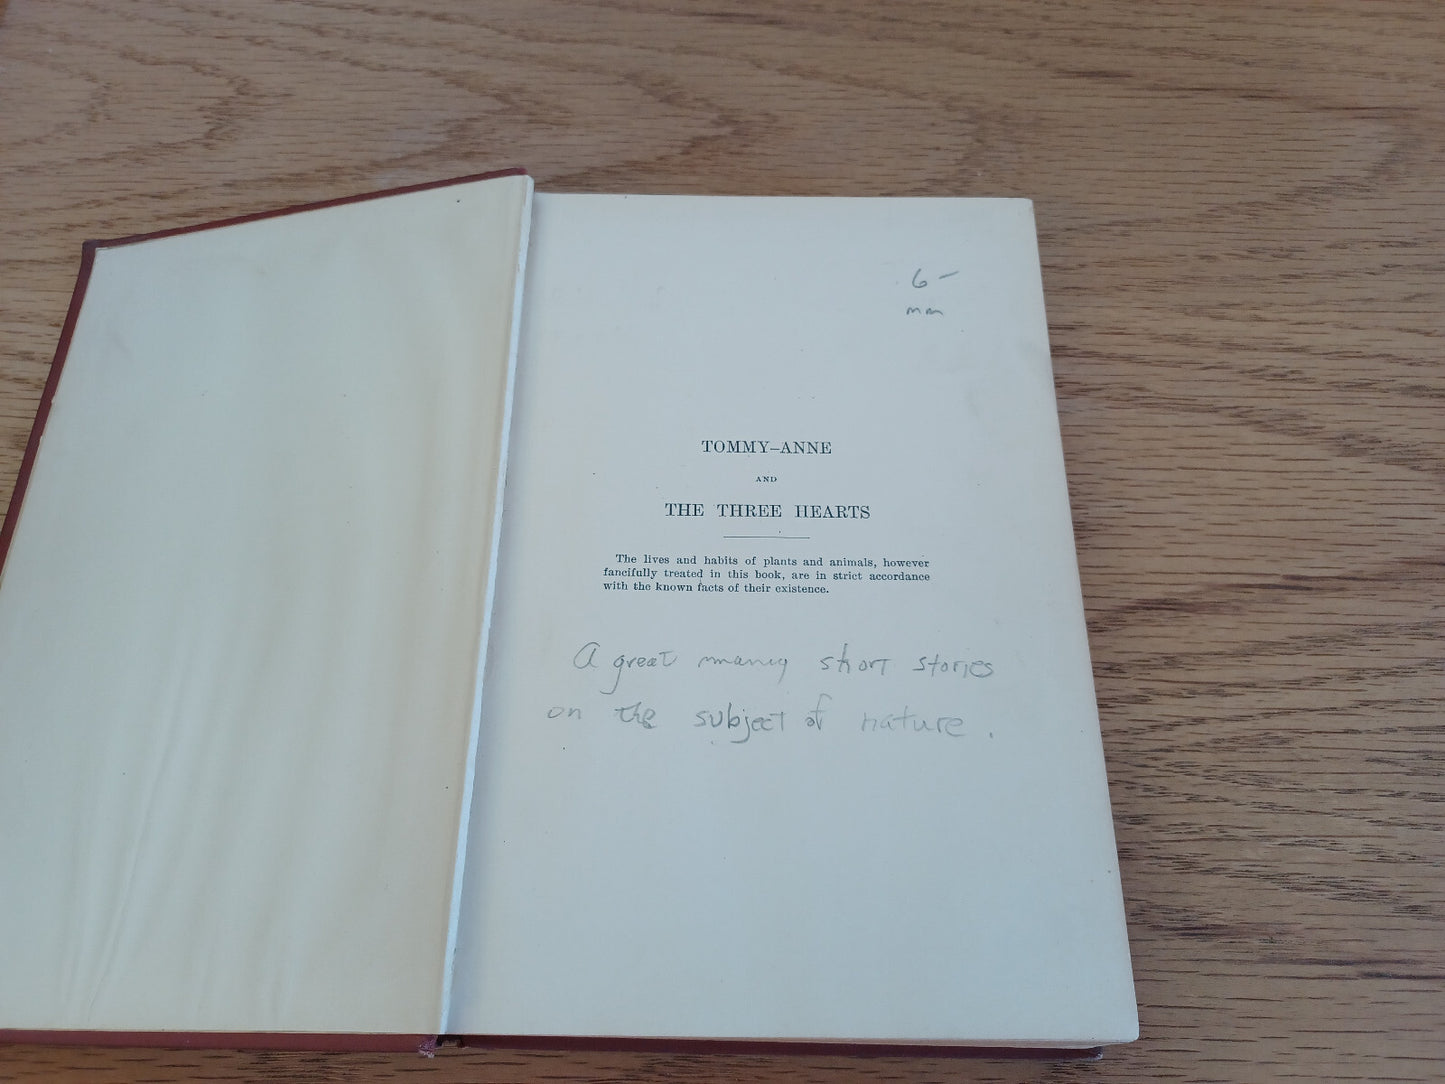 6-
mm
TOMMY-ANNE
AND
THE THREE HEARTS
The lives and habits of plants and animals, however
fancifully treated in this book, are in strict accordance
with the known facts of their existence.
A great many short stories
on the subject of nature.